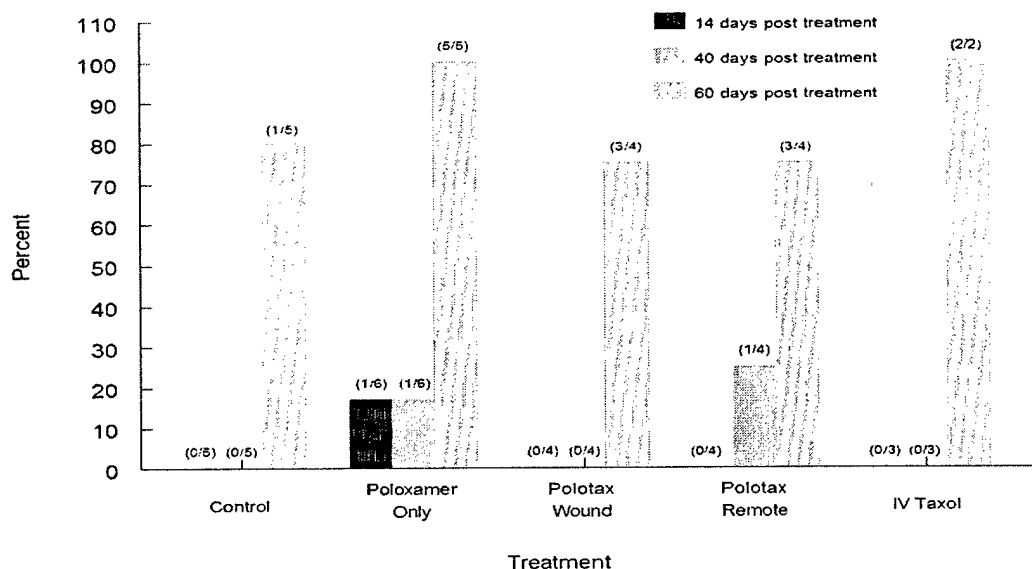 110
100
90
80
70
60
50
40
30
20
10
0
Percent
14 days post treatment
40 days post treatment
60 days post treatment
(0/5) (0/5) (1/5)
(1/6) (1/6) (5/5)
(0/4) (0/4) (3/4)
(0/4) (1/4) (3/4)
(0/3) (0/3) (2/2)
Control
Poloxamer
Only
Polotax
Wound
Polotax
Remote
IV Taxol
Treatment